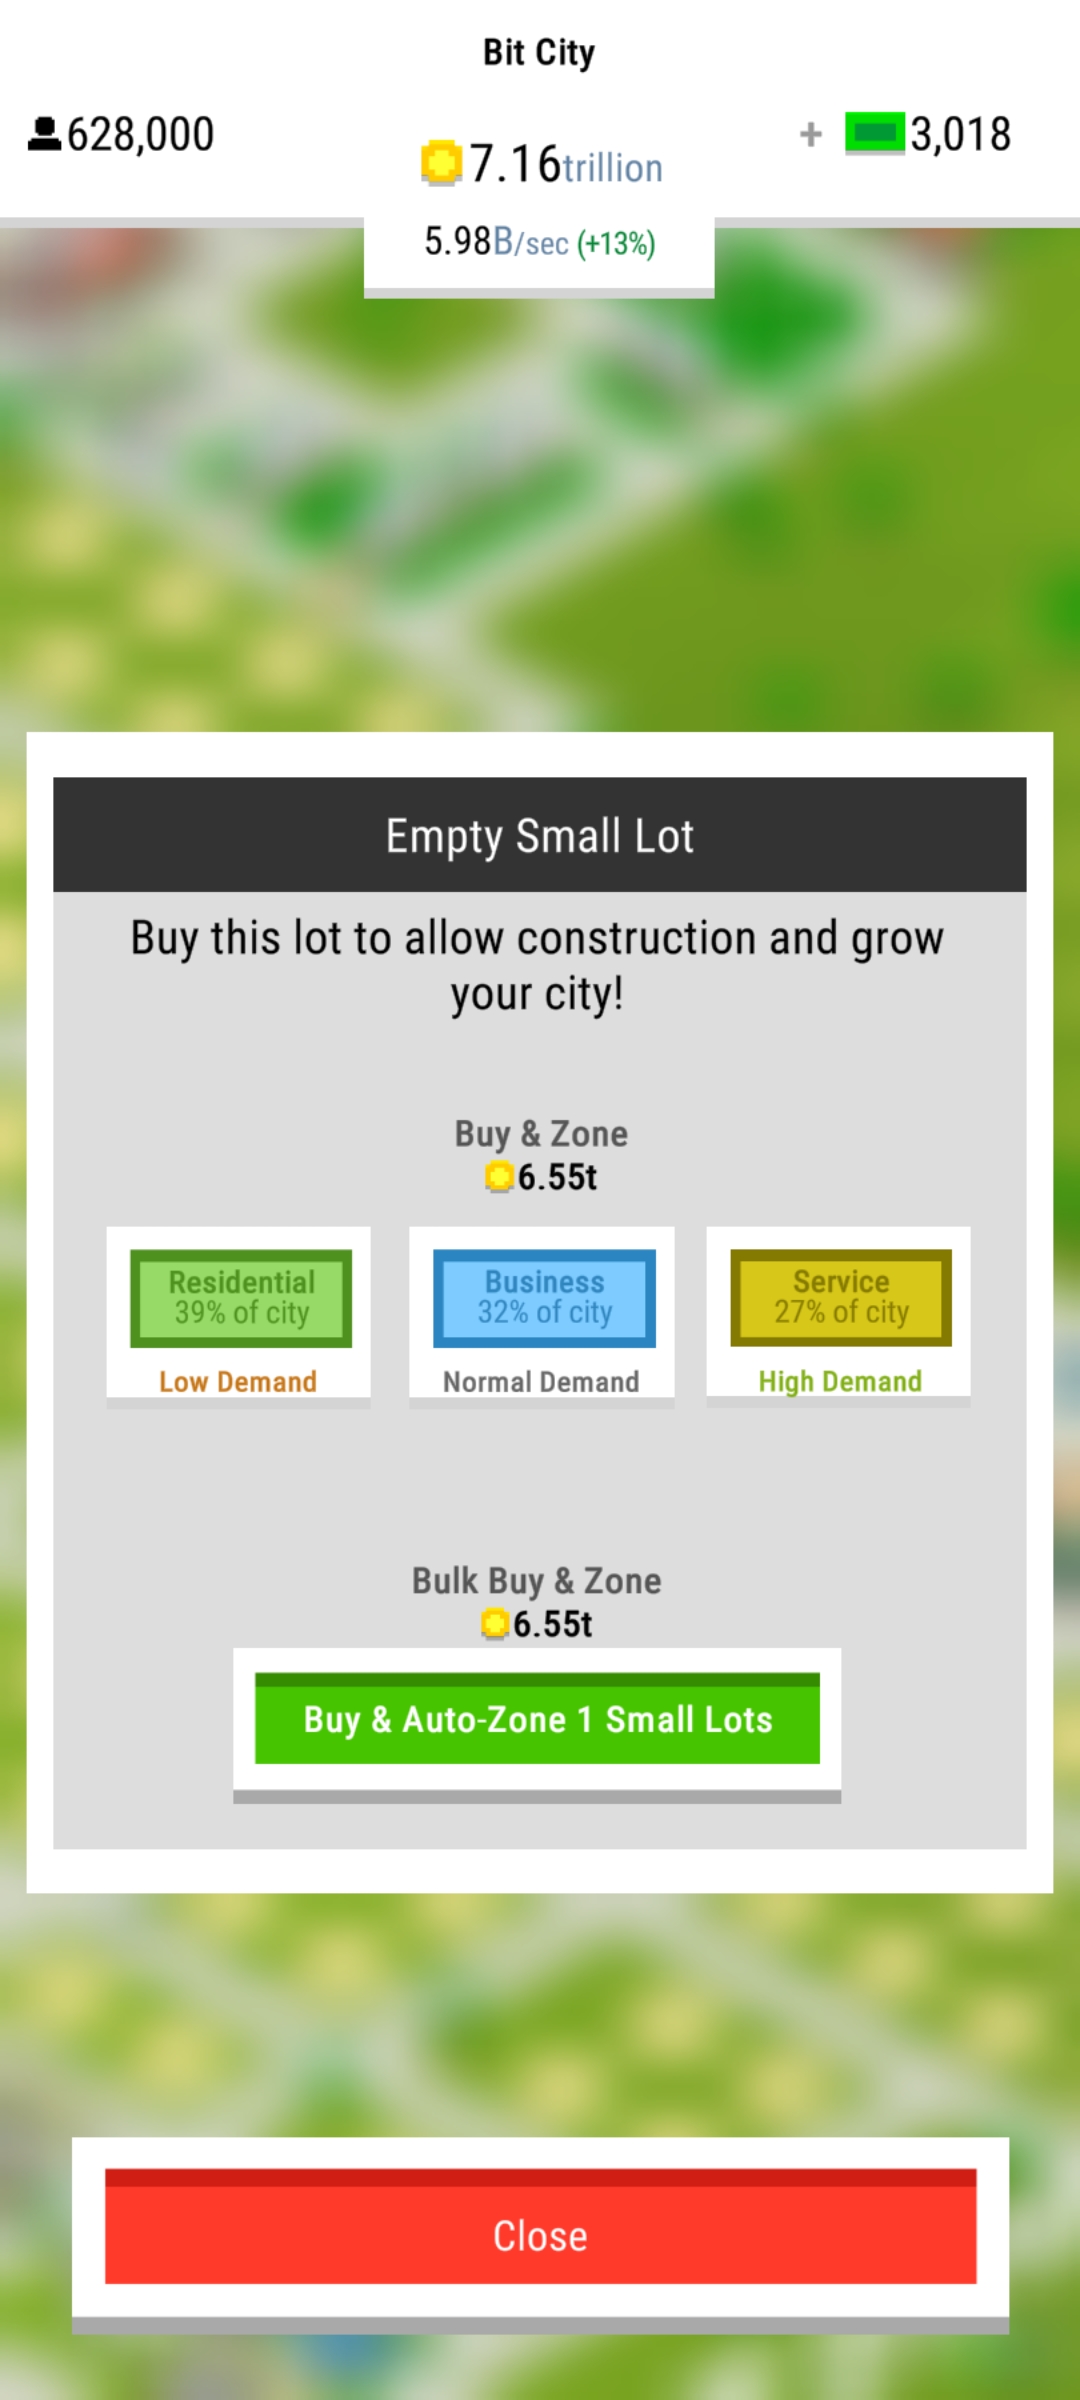 Bit City
628,000
7.16trillion
+ 3,018
5.98B/sec (+13%)
Empty Small Lot
Buy this lot to allow construction and grow
your city!
Buy & Zone
6.55t
Residential
39% of city
Low Demand
Business
32% of city
Normal Demand
Service
27% of city
High Demand
Bulk Buy & Zone
6.55t
Buy & Auto-Zone 1 Small Lots
Close